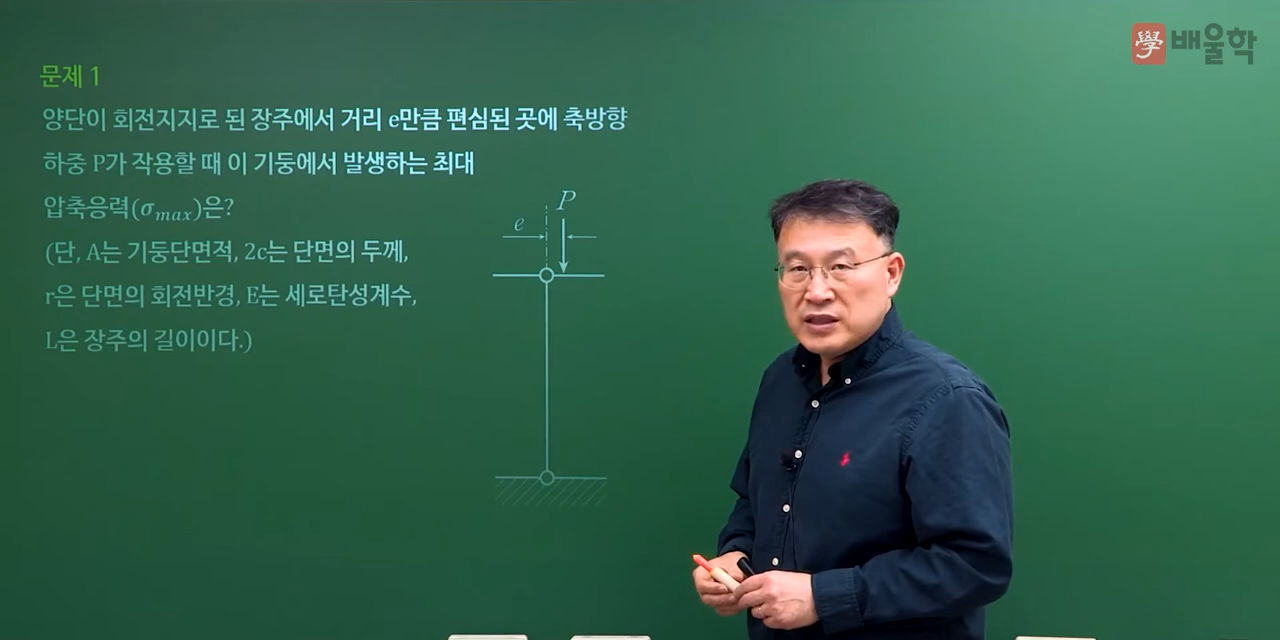 學 배울학
문제 1
양단이 회전지지로 된 장주에서 거리 e만큼 편심된 곳에 축방향
하중 P가 작용할 때 이 기둥에서 발생하는 최대
압축응력(σ_max)은?
(단, A는 기둥단면적, 2c는 단면의 두께,
r은 단면의 회전반경, E는 세로탄성계수,
L은 장주의 길이이다.)
P
e